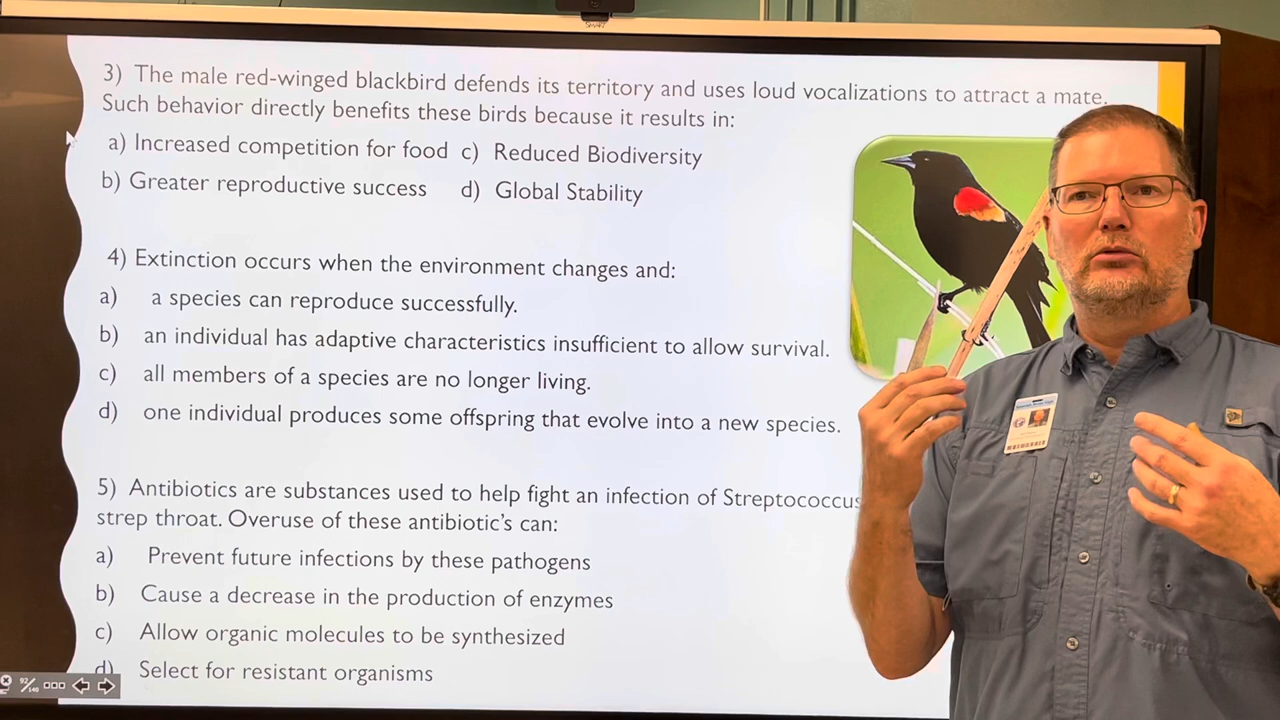 SMART
3) The male red-winged blackbird defends its territory and uses loud vocalizations to attract a mate.
Such behavior directly benefits these birds because it results in:
a) Increased competition for food c) Reduced Biodiversity
b) Greater reproductive success d) Global Stability
4) Extinction occurs when the environment changes and:
a) a species can reproduce successfully.
b) an individual has adaptive characteristics insufficient to allow survival.
c) all members of a species are no longer living.
d) one individual produces some offspring that evolve into a new species.
5) Antibiotics are substances used to help fight an infection of Streptococcus
strep throat. Overuse of these antibiotic's can:
a) Prevent future infections by these pathogens
b) Cause a decrease in the production of enzymes
c) Allow organic molecules to be synthesized
d) Select for resistant organisms
92/140